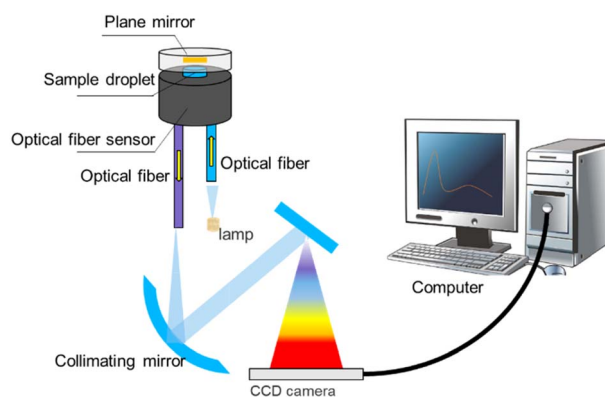 Plane mirror
Sample droplet
Optical fiber sensor
Optical fiber
Optical fiber
lamp
Computer
Collimating mirror
CCD camera